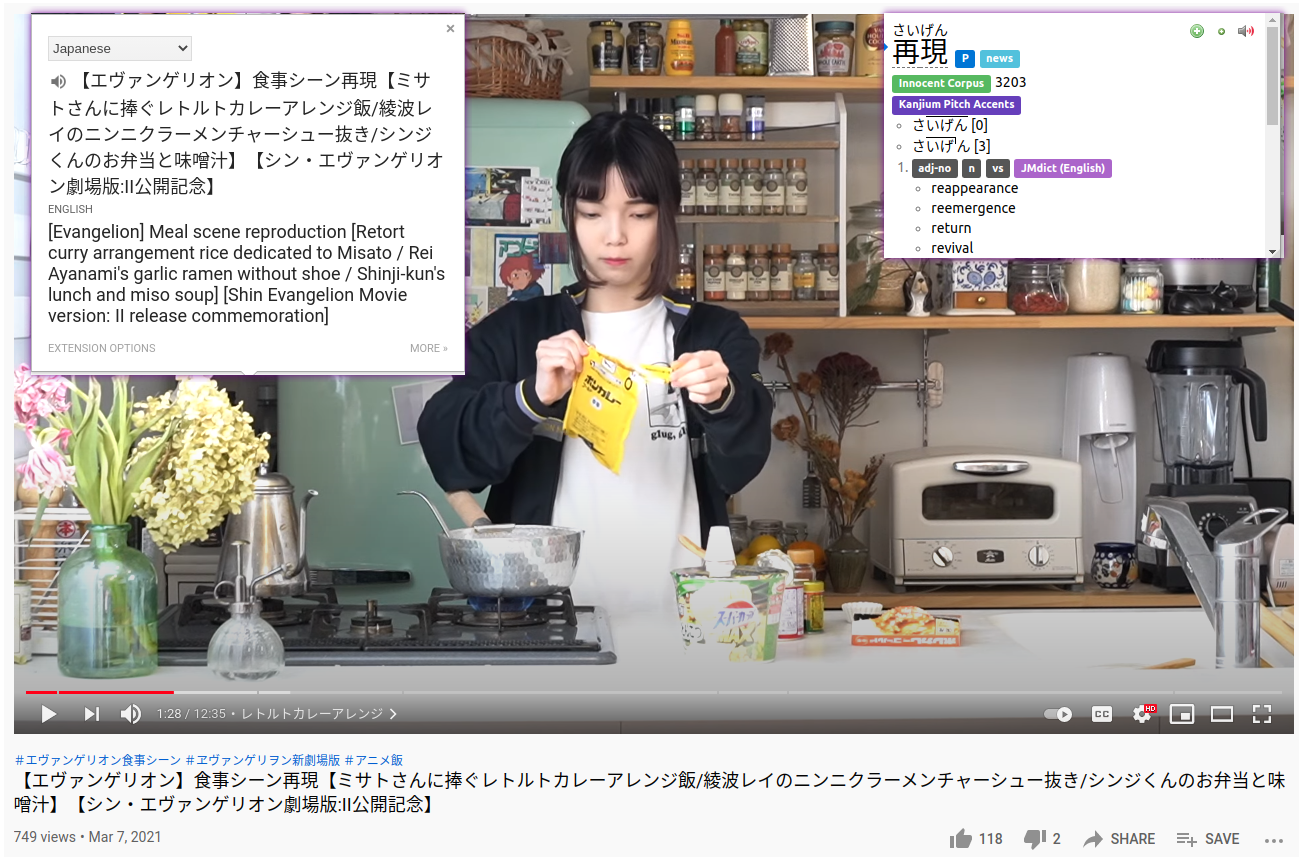 ×
Japanese
【エヴァンゲリオン】食事シーン再現【ミサ
トさんに捧ぐレトルトカレーアレンジ飯/綾波レ
イのニンニクラーメンチャーシュー抜き/シンジ
くんのお弁当と味噌汁】【シン・エヴァンゲリオ
ン劇場版:II公開記念】
ENGLISH
[Evangelion] Meal scene reproduction [Retort
curry arrangement rice dedicated to Misato / Rei
Ayanami's garlic ramen without shoe / Shinji-kun's
lunch and miso soup] [Shin Evangelion Movie
version: II release commemoration]
EXTENSION OPTIONS MORE »
さいげん
再現 P news
Innocent Corpus 3203
Kanjium Pitch Accents
さいげん [0]
さいげん [3]
1. adj-no n vs JMdict (English)
reappearance
reemergence
return
revival
ボンカレー
glug,
本
MAX
1:28 / 12:35 • レトルトカレーアレンジ
CC HD
#エヴァンゲリオン食事シーン #ヱヴァンゲリヲン新劇場版 #アニメ飯
【エヴァンゲリオン】食事シーン再現【ミサトさんに捧ぐレトルトカレーアレンジ飯/綾波レイのニンニクラーメンチャーシュー抜き/シンジくんのお弁当と味
噌汁】【シン・エヴァンゲリオン劇場版:II公開記念】
749 views • Mar 7, 2021
118 2 SHARE SAVE